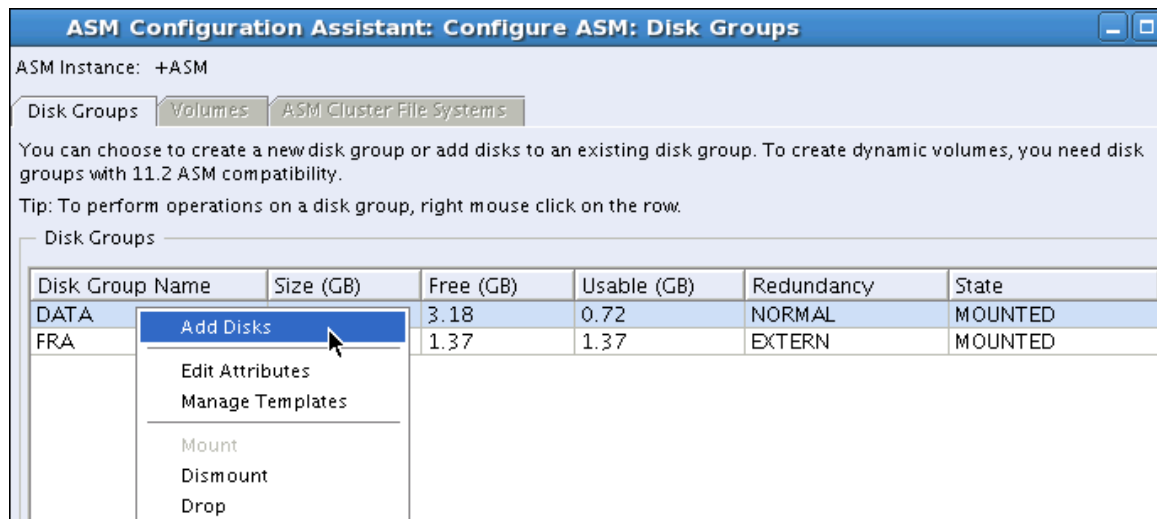 ASM Configuration Assistant: Configure ASM: Disk Groups
ASM Instance: +ASM
Disk Groups Volumes ASM Cluster File Systems
You can choose to create a new disk group or add disks to an existing disk group. To create dynamic volumes, you need disk
groups with 11.2 ASM compatibility.
Tip: To perform operations on a disk group, right mouse click on the row.
Disk Groups
Disk Group Name Size (GB) Free (GB) Usable (GB) Redundancy State
DATA 3.18 0.72 NORMAL MOUNTED
FRA 1.37 1.37 EXTERN MOUNTED
Add Disks
Edit Attributes
Manage Templates
Mount
Dismount
Drop